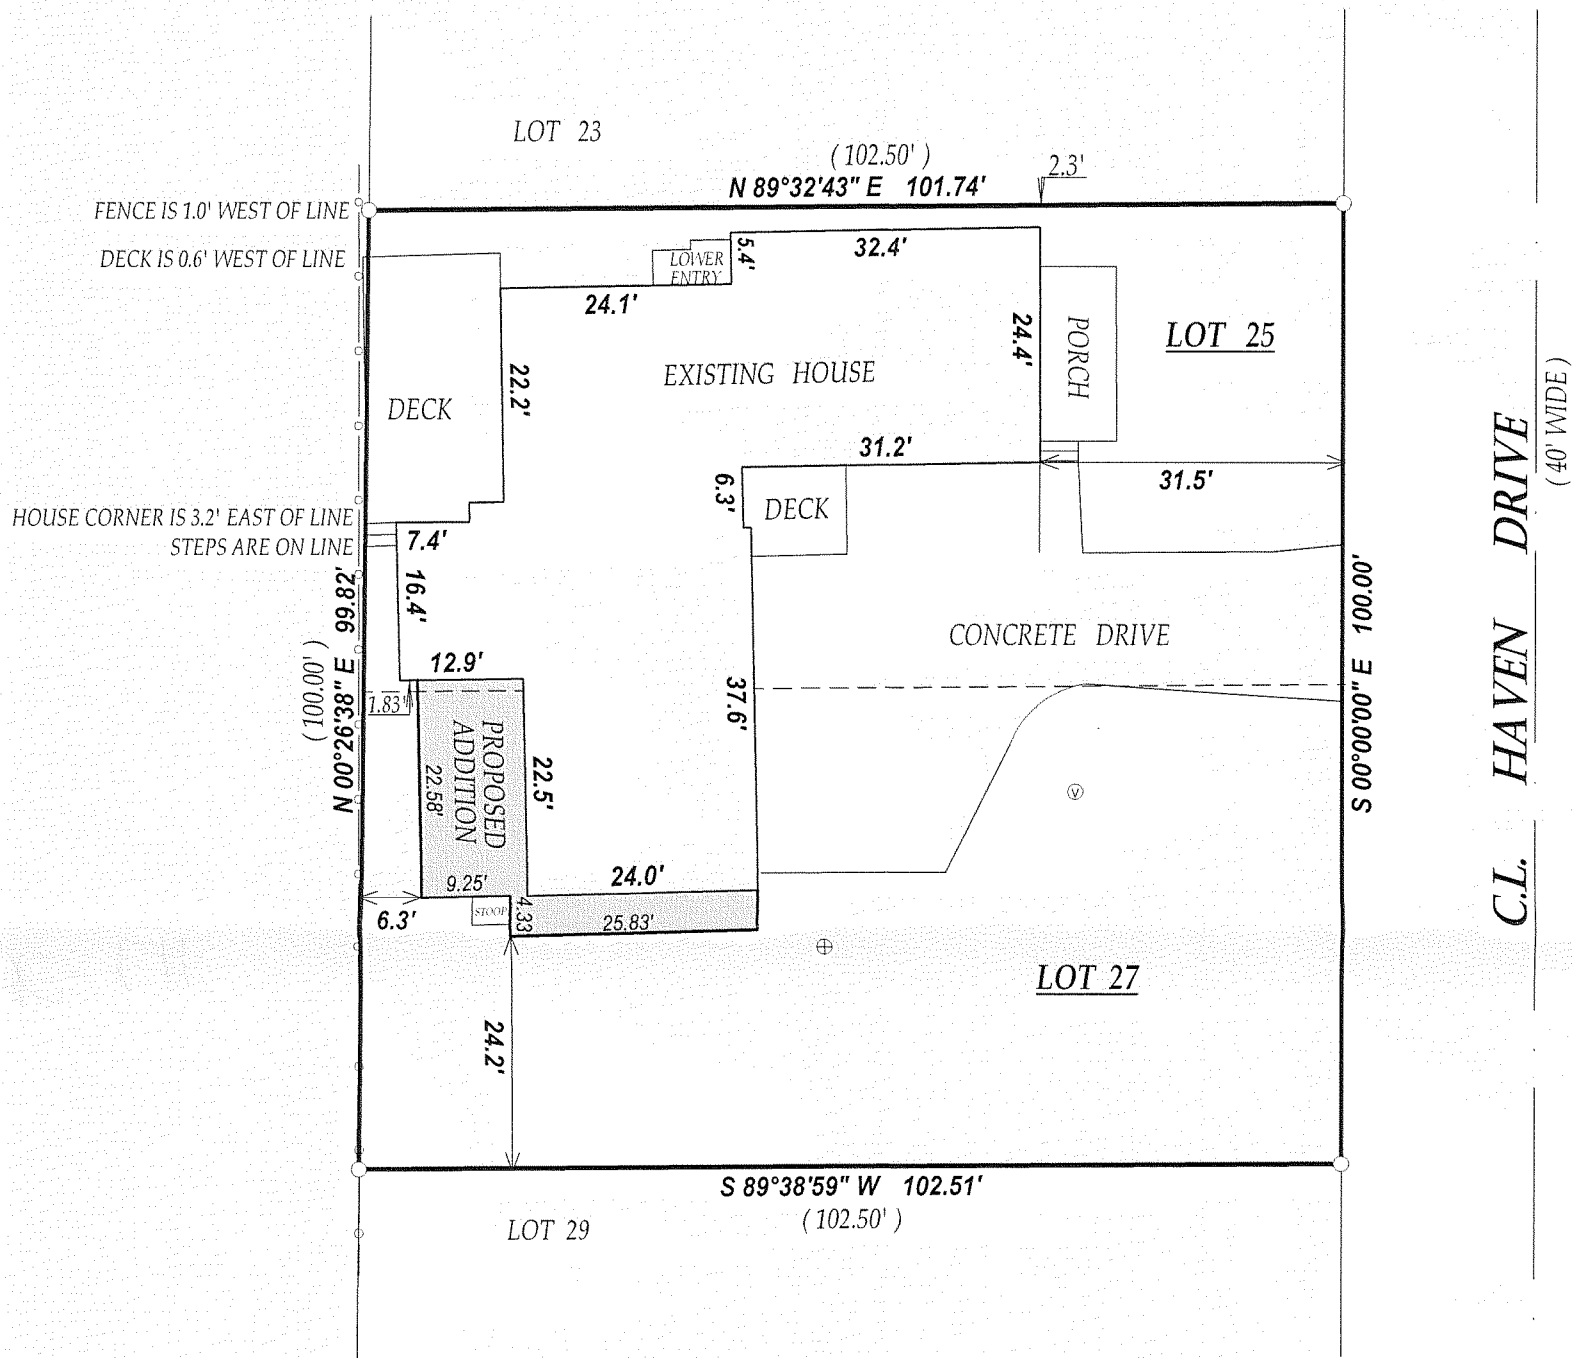 LOT 23
( 102.50' )
N 89°32'43" E 101.74'
2.3'
FENCE IS 1.0' WEST OF LINE
DECK IS 0.6' WEST OF LINE
LOWER
ENTRY
5.4'
32.4'
24.1'
22.2'
DECK
EXISTING HOUSE
24.4'
PORCH
LOT 25
31.2'
31.5'
6.3'
DECK
HOUSE CORNER IS 3.2' EAST OF LINE
STEPS ARE ON LINE
7.4'
16.4'
N 00°26'38" E 99.82'
( 100.00' )
12.9'
1.83'
PROPOSED
ADDITION
22.58'
22.5'
37.6'
CONCRETE DRIVE
V
S 00°00'00" E 100.00'
C.L. HAVEN DRIVE
( 40' WIDE )
9.25'
24.0'
6.3'
STOOP
4.33
25.83'
24.2'
LOT 27
S 89°38'59" W 102.51'
( 102.50' )
LOT 29